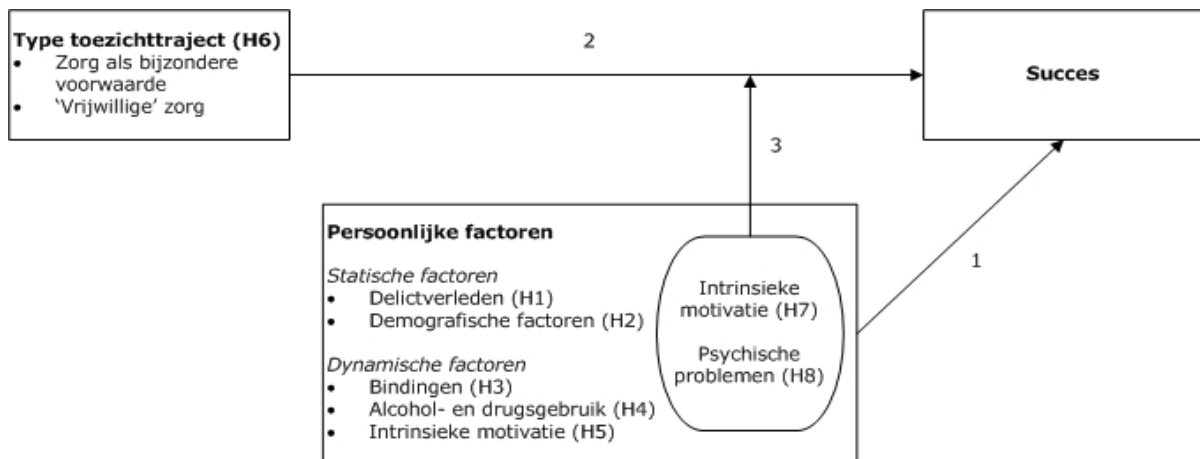 Type toezichttraject (H6)
• Zorg als bijzondere
voorwaarde
• ‘Vrijwillige’ zorg
2
Succes
3
1
Persoonlijke factoren
Statische factoren
• Delictverleden (H1)
• Demografische factoren (H2)
Dynamische factoren
• Bindingen (H3)
• Alcohol- en drugsgebruik (H4)
• Intrinsieke motivatie (H5)
Intrinsieke
motivatie (H7)
Psychische
problemen (H8)